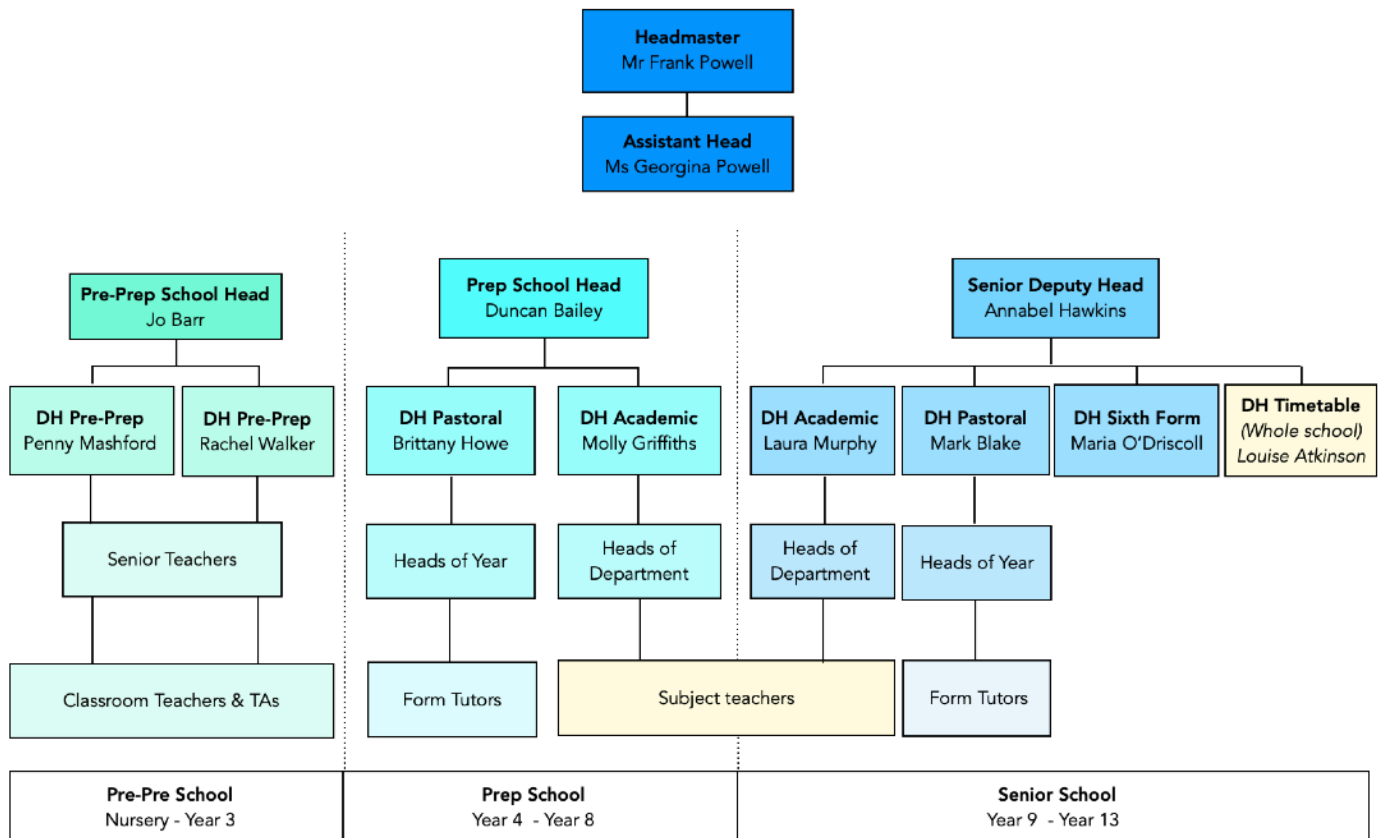 Headmaster
Mr Frank Powell
Assistant Head
Ms Georgina Powell
Pre-Prep School Head
Jo Barr
Prep School Head
Duncan Bailey
Senior Deputy Head
Annabel Hawkins
DH Pre-Prep
Penny Mashford
DH Pre-Prep
Rachel Walker
DH Pastoral
Brittany Howe
DH Academic
Molly Griffiths
DH Academic
Laura Murphy
DH Pastoral
Mark Blake
DH Sixth Form
Maria O'Driscoll
DH Timetable
(Whole school)
Louise Atkinson
Senior Teachers
Heads of Year
Heads of
Department
Heads of
Department
Heads of Year
Classroom Teachers & TAs
Form Tutors
Subject teachers
Form Tutors
Pre-Pre School
Nursery - Year 3
Prep School
Year 4 - Year 8
Senior School
Year 9 - Year 13